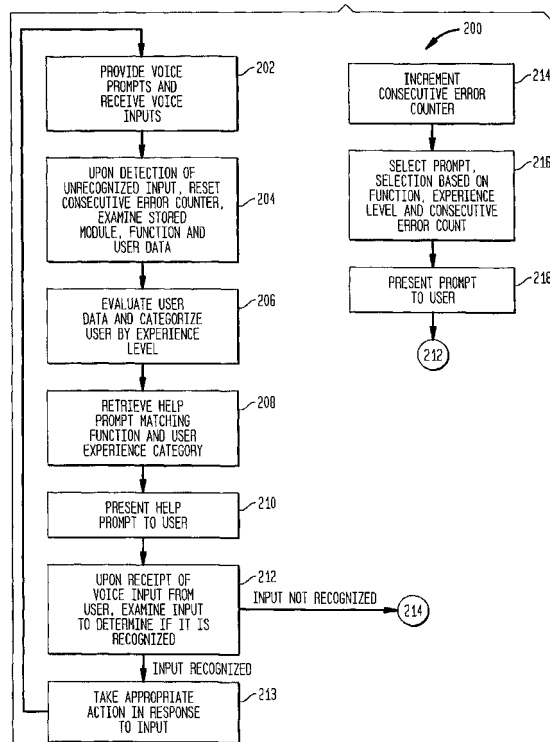 200
PROVIDE VOICE
PROMPTS AND
RECEIVE VOICE
INPUTS
202
UPON DETECTION OF
UNRECOGNIZED INPUT, RESET
CONSECUTIVE ERROR COUNTER,
EXAMINE STORED
MODULE, FUNCTION AND
USER DATA
204
EVALUATE USER
DATA AND CATEGORIZE
USER BY EXPERIENCE
LEVEL
206
RETRIEVE HELP
PROMPT MATCHING
FUNCTION AND USER
EXPERIENCE CATEGORY
208
PRESENT HELP
PROMPT TO USER
210
UPON RECEIPT OF
VOICE INPUT FROM
USER, EXAMINE INPUT
TO DETERMINE IF IT IS
RECOGNIZED
212
INPUT NOT RECOGNIZED
214
INPUT RECOGNIZED
TAKE APPROPRIATE
ACTION IN RESPONSE
TO INPUT
213
INCREMENT
CONSECUTIVE ERROR
COUNTER
214
SELECT PROMPT,
SELECTION BASED ON
FUNCTION, EXPERIENCE
LEVEL AND CONSECUTIVE
ERROR COUNT
216
PRESENT PROMPT
TO USER
218
212